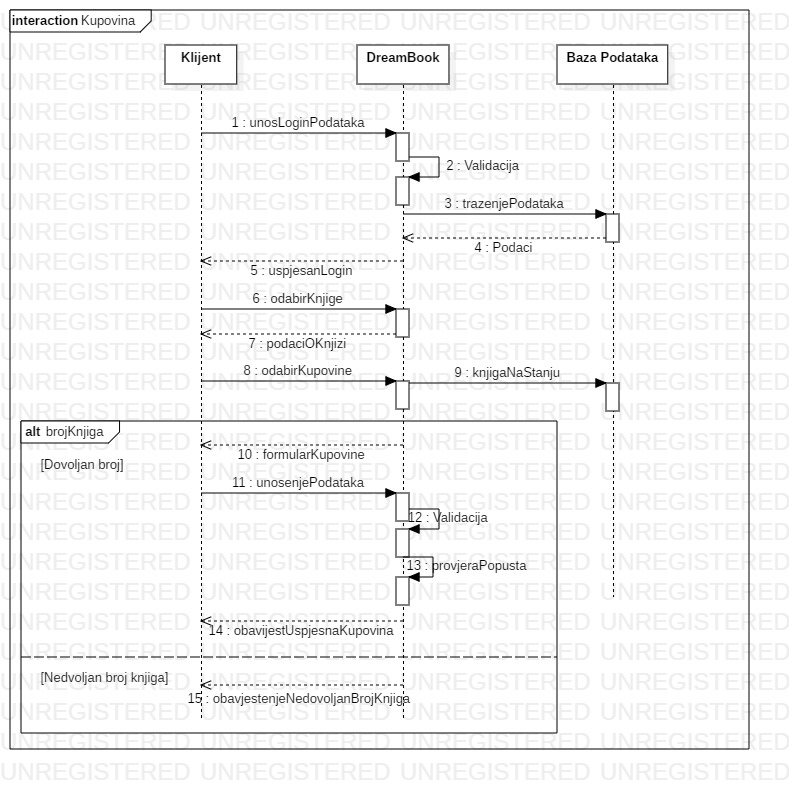 interaction Kupovina
Klijent
DreamBook
Baza Podataka
1 : unosLoginPodataka
2 : Validacija
3 : trazenjePodataka
4 : Podaci
5 : uspjesanLogin
6 : odabirKnjige
7 : podaciOKnjizi
8 : odabirKupovine
9 : knjigaNaStanju
alt brojKnjiga
10 : formularKupovine
[Dovoljan broj]
11 : unosenjePodataka
12 : Validacija
13 : provjeraPopusta
14 : obavijestUspjesnaKupovina
[Nedvoljan broj knjiga]
15 : obavjestenjeNedovoljanBrojKnjiga
UNREGISTERED UNREGISTERED UNREGISTERED UNREGISTERED